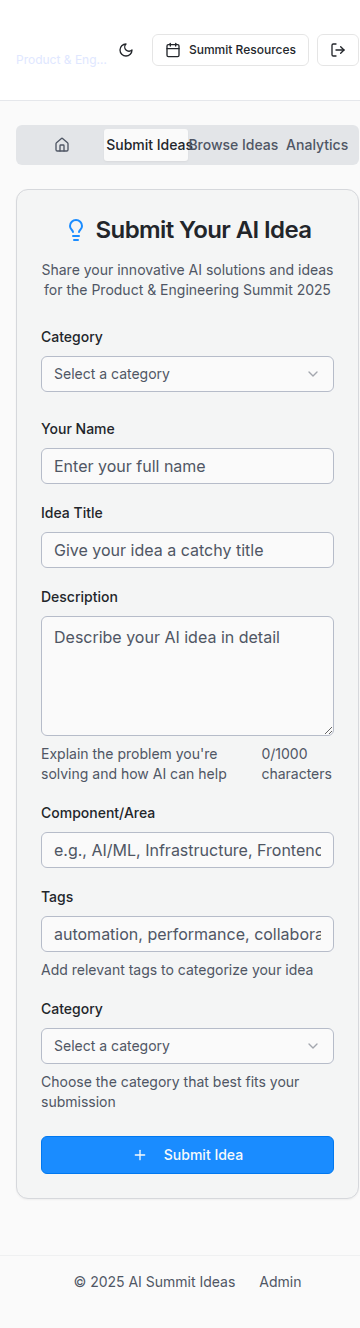 Product & Eng...
Summit Resources
Submit Ideas
Browse Ideas
Analytics
Submit Your AI Idea
Share your innovative AI solutions and ideas
for the Product & Engineering Summit 2025
Category
Select a category
Your Name
Enter your full name
Idea Title
Give your idea a catchy title
Description
Describe your AI idea in detail
Explain the problem you're
solving and how AI can help
0/1000
characters
Component/Area
e.g., AI/ML, Infrastructure, Frontend
Tags
automation, performance, collabora
Add relevant tags to categorize your idea
Category
Select a category
Choose the category that best fits your
submission
Submit Idea
© 2025 AI Summit Ideas
Admin